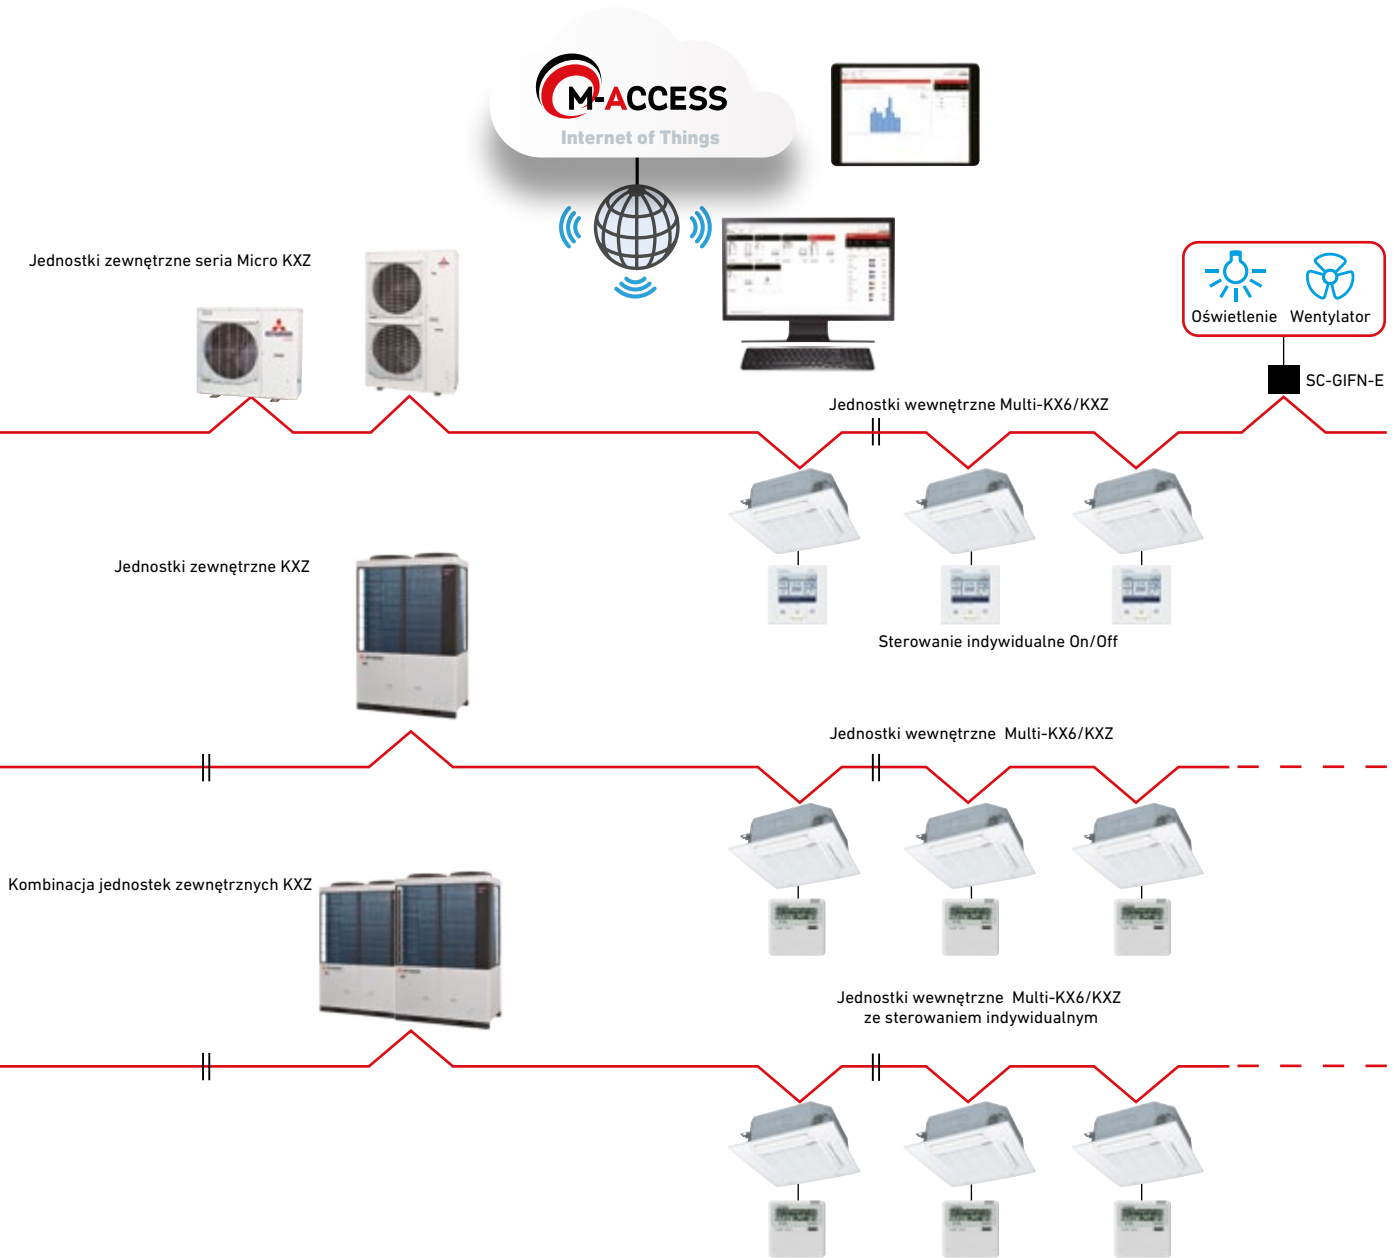 M-ACCESS
Internet of Things
Jednostki zewnętrzne seria Micro KXZ
Oświetlenie Wentylator
SC-GIFN-E
Jednostki wewnętrzne Multi-KX6/KXZ
Jednostki zewnętrzne KXZ
Sterowanie indywidualne On/Off
Jednostki wewnętrzne Multi-KX6/KXZ
Kombinacja jednostek zewnętrznych KXZ
Jednostki wewnętrzne Multi-KX6/KXZ
ze sterowaniem indywidualnym